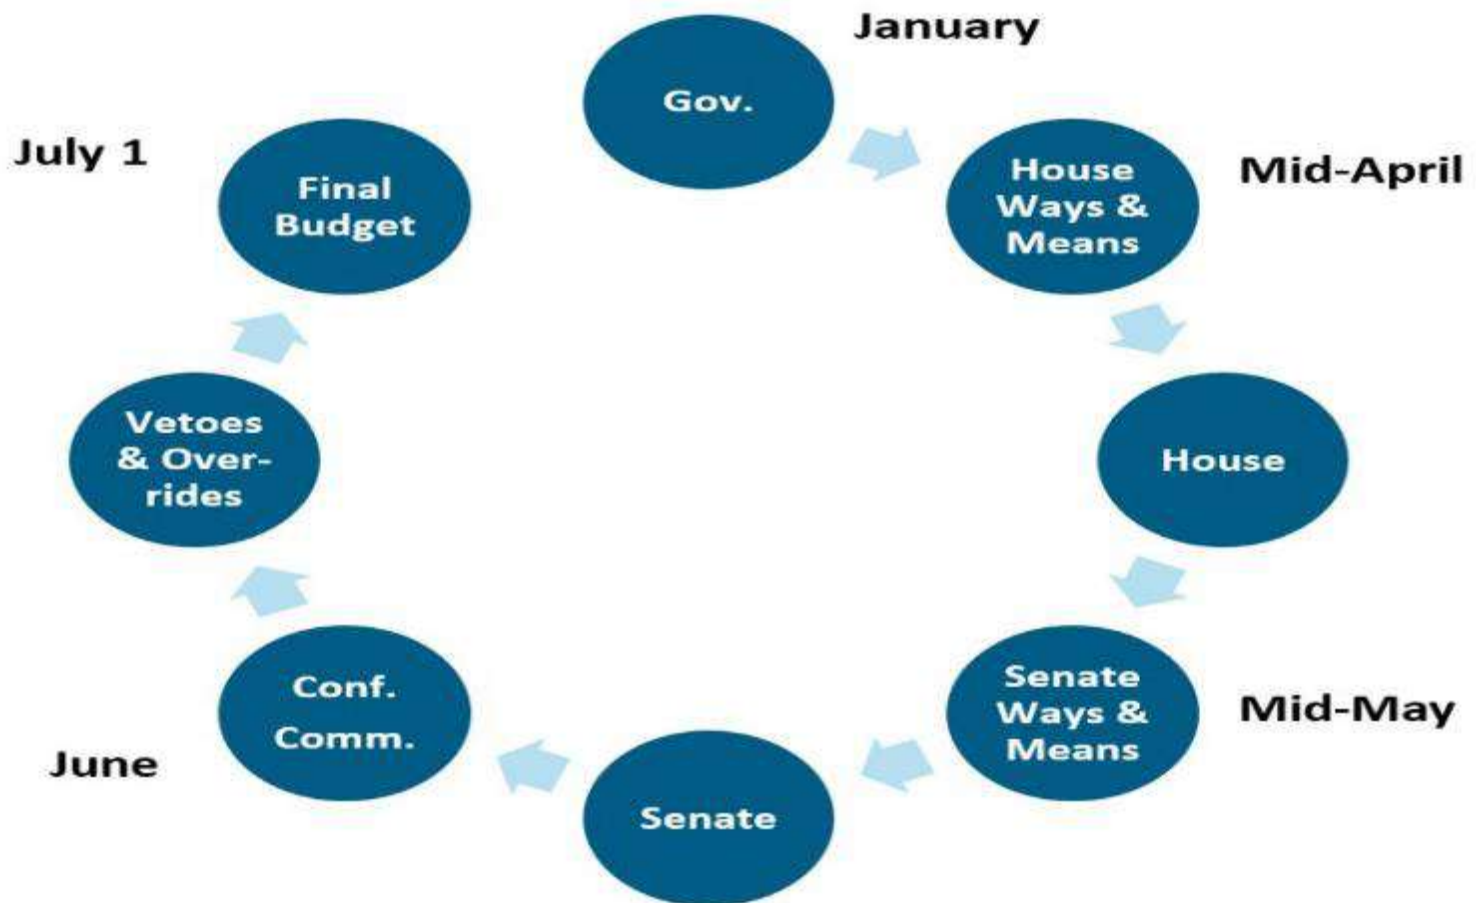 January
Gov.
House
Ways &
Means
Mid-April
House
Senate
Ways &
Means
Mid-May
Senate
Conf.
Comm.
June
Vetoes
& Over-
rides
Final
Budget
July 1